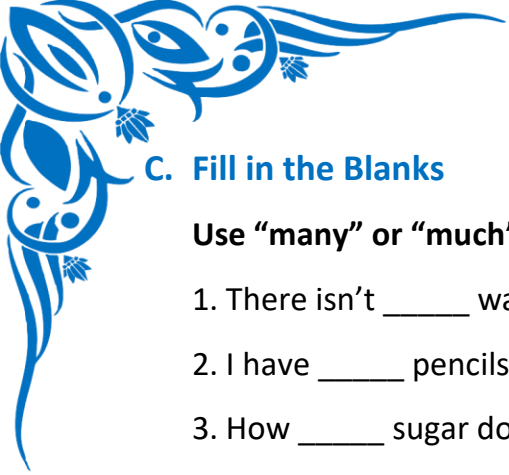 C. Fill in the Blanks
Use “many” or “much”
1. There isn’t _____ wa
2. I have _____ pencils
3. How _____ sugar do